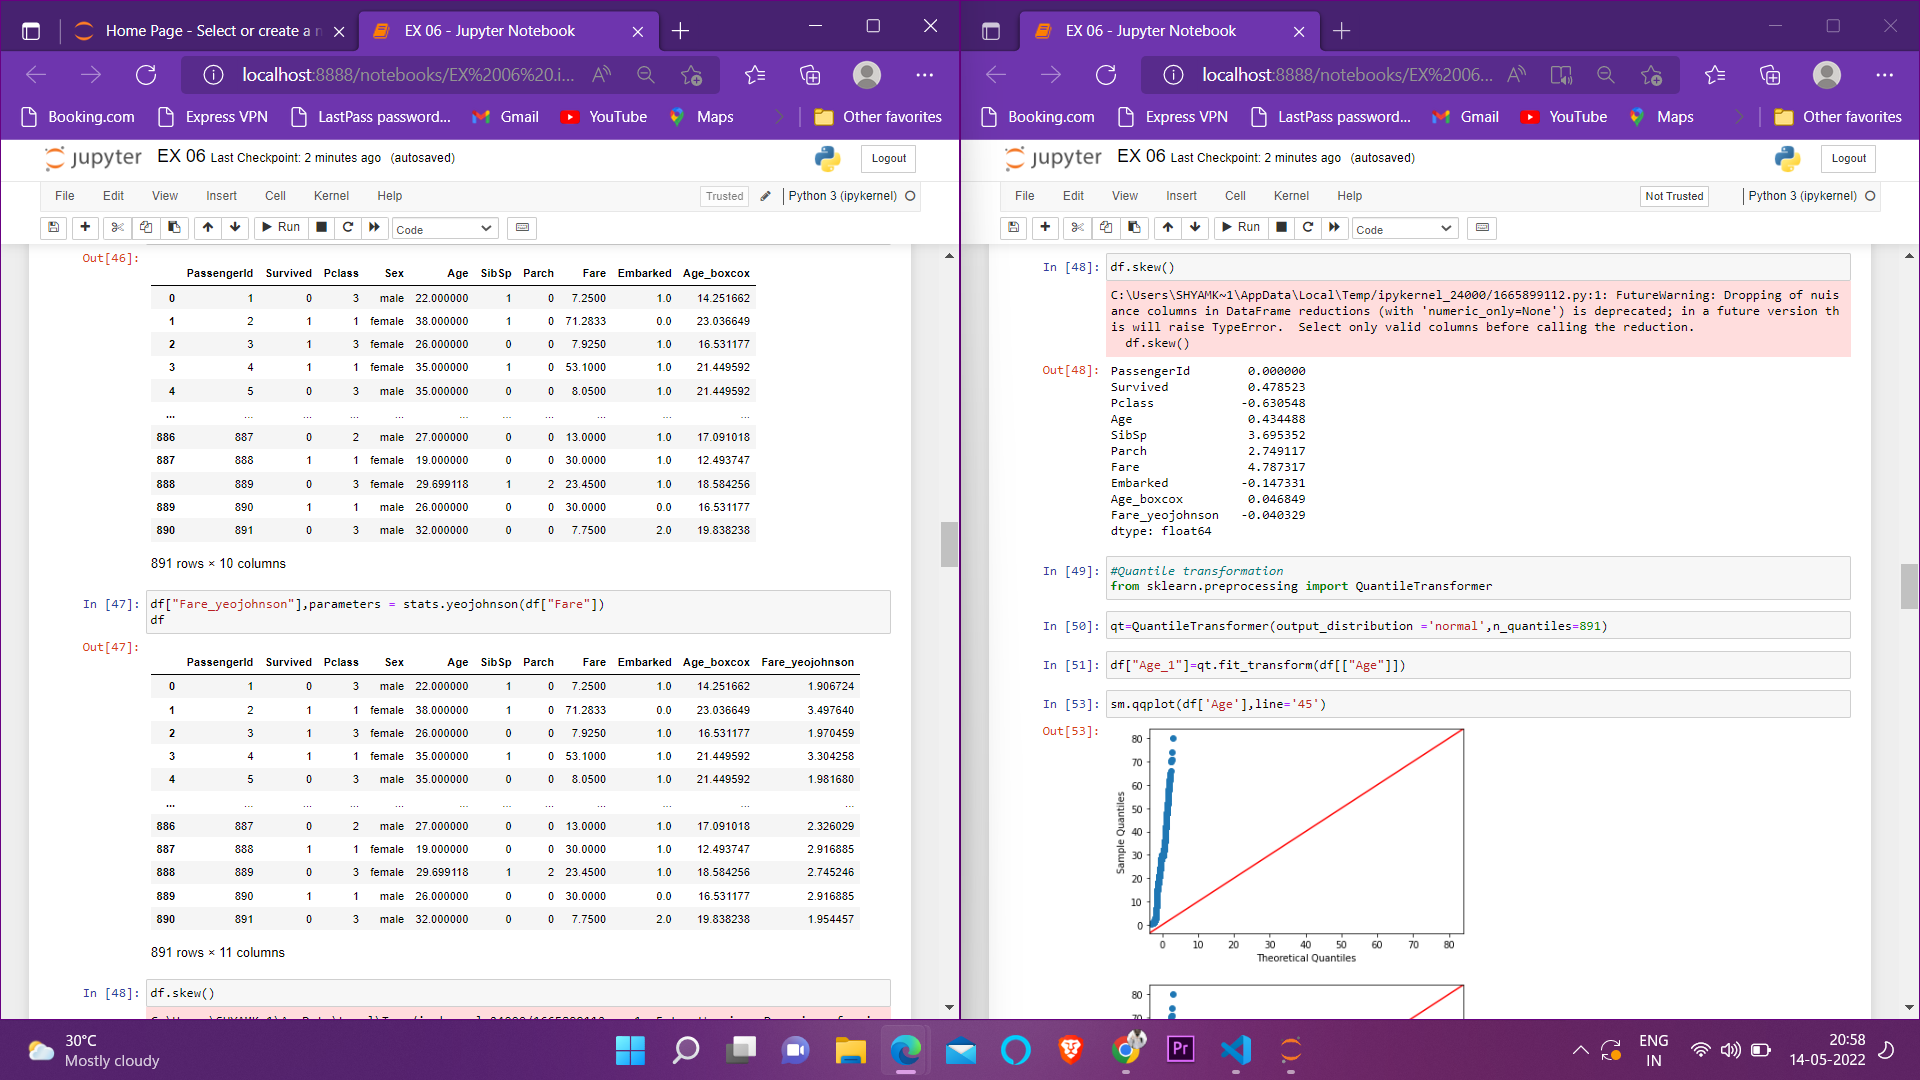 Home Page - Select or create a n
EX 06 - Jupyter Notebook
localhost:8888/notebooks/EX%2006%20.i...
Booking.com
Express VPN
LastPass password...
Gmail
YouTube
Maps
Other favorites
jupyter EX 06 Last Checkpoint: 2 minutes ago (autosaved)
Logout
File Edit View Insert Cell Kernel Help
Trusted
Python 3 (ipykernel)
Run
Code
Out[46]:
PassengerId Survived Pclass Sex Age SibSp Parch Fare Embarked Age_boxcox
0 1 0 3 male 22.000000 1 0 7.2500 1.0 14.251662
1 2 1 1 female 38.000000 1 0 71.2833 0.0 23.036649
2 3 1 3 female 26.000000 0 0 7.9250 1.0 16.531177
3 4 1 1 female 35.000000 1 0 53.1000 1.0 21.449592
4 5 0 3 male 35.000000 0 0 8.0500 1.0 21.449592
... ... ... ... ... ... ... ... ... ... ...
886 887 0 2 male 27.000000 0 0 13.0000 1.0 17.091018
887 888 1 1 female 19.000000 0 0 30.0000 1.0 12.493747
888 889 0 3 female 29.699118 1 2 23.4500 1.0 18.584256
889 890 1 1 male 26.000000 0 0 30.0000 0.0 16.531177
890 891 0 3 male 32.000000 0 0 7.7500 2.0 19.838238
891 rows × 10 columns
In [47]: df["Fare_yeojohnson"],parameters = stats.yeojohnson(df["Fare"])
df
Out[47]:
PassengerId Survived Pclass Sex Age SibSp Parch Fare Embarked Age_boxcox Fare_yeojohnson
0 1 0 3 male 22.000000 1 0 7.2500 1.0 14.251662 1.906724
1 2 1 1 female 38.000000 1 0 71.2833 0.0 23.036649 3.497640
2 3 1 3 female 26.000000 0 0 7.9250 1.0 16.531177 1.970459
3 4 1 1 female 35.000000 1 0 53.1000 1.0 21.449592 3.304258
4 5 0 3 male 35.000000 0 0 8.0500 1.0 21.449592 1.981680
... ... ... ... ... ... ... ... ... ... ... ...
886 887 0 2 male 27.000000 0 0 13.0000 1.0 17.091018 2.326029
887 888 1 1 female 19.000000 0 0 30.0000 1.0 12.493747 2.916885
888 889 0 3 female 29.699118 1 2 23.4500 1.0 18.584256 2.745246
889 890 1 1 male 26.000000 0 0 30.0000 0.0 16.531177 2.916885
890 891 0 3 male 32.000000 0 0 7.7500 2.0 19.838238 1.954457
891 rows × 11 columns
In [48]: df.skew()
EX 06 - Jupyter Notebook
localhost:8888/notebooks/EX%2006...
Booking.com
Express VPN
LastPass password...
Gmail
YouTube
Maps
Other favorites
jupyter EX 06 Last Checkpoint: 2 minutes ago (autosaved)
Logout
File Edit View Insert Cell Kernel Help
Not Trusted
Python 3 (ipykernel)
Run
Code
In [48]: df.skew()
C:\Users\SHYAMK~1\AppData\Local\Temp/ipykernel_24000/1665899112.py:1: FutureWarning: Dropping of nuis
ance columns in DataFrame reductions (with 'numeric_only=None') is deprecated; in a future version th
is will raise TypeError. Select only valid columns before calling the reduction.
df.skew()
Out[48]: PassengerId 0.000000
Survived 0.478523
Pclass -0.630548
Age 0.434488
SibSp 3.695352
Parch 2.749117
Fare 4.787317
Embarked -0.147331
Age_boxcox 0.046849
Fare_yeojohnson -0.040329
dtype: float64
In [49]: #Quantile transformation
from sklearn.preprocessing import QuantileTransformer
In [50]: qt=QuantileTransformer(output_distribution ='normal',n_quantiles=891)
In [51]: df["Age_1"]=qt.fit_transform(df[["Age"]])
In [53]: sm.qqplot(df['Age'],line='45')
Out[53]:
80
70
60
50
40
30
20
10
0
Sample Quantiles
0 10 20 30 40 50 60 70 80
Theoretical Quantiles
80
70
30°C
Mostly cloudy
Pr
ENG
IN
20:58
14-05-2022